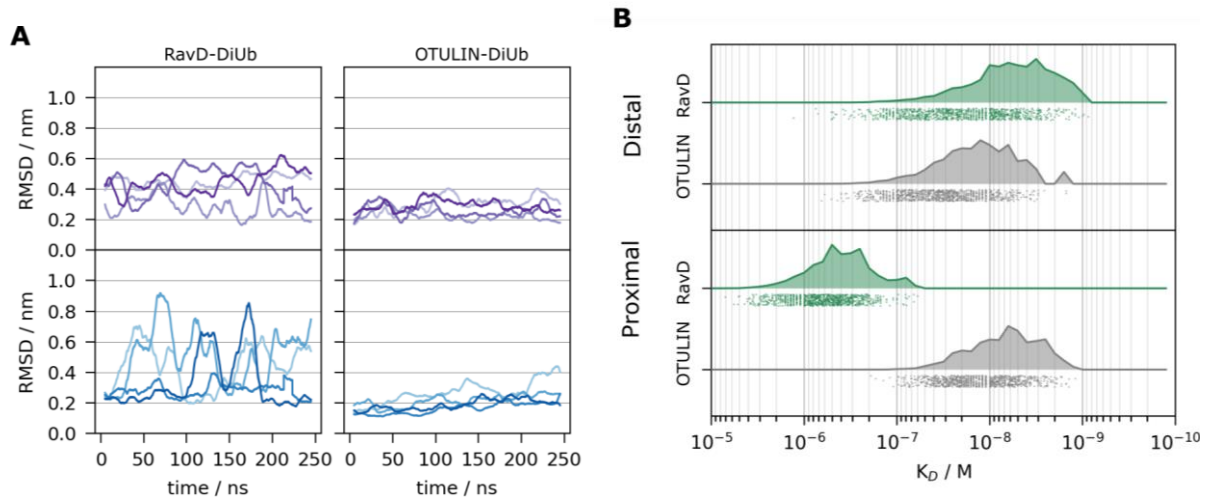 A
RavD-DiUb
OTULIN-DiUb
RMSD / nm
1.0
0.8
0.6
0.4
0.2
0.0
RMSD / nm
1.0
0.8
0.6
0.4
0.2
0.0
0 50 100 150 200 250
0 50 100 150 200 250
time / ns
time / ns
B
Distal
RavD
OTULIN
Proximal
RavD
OTULIN
10⁻⁵ 10⁻⁶ 10⁻⁷ 10⁻⁸ 10⁻⁹ 10⁻¹⁰
K_D / M